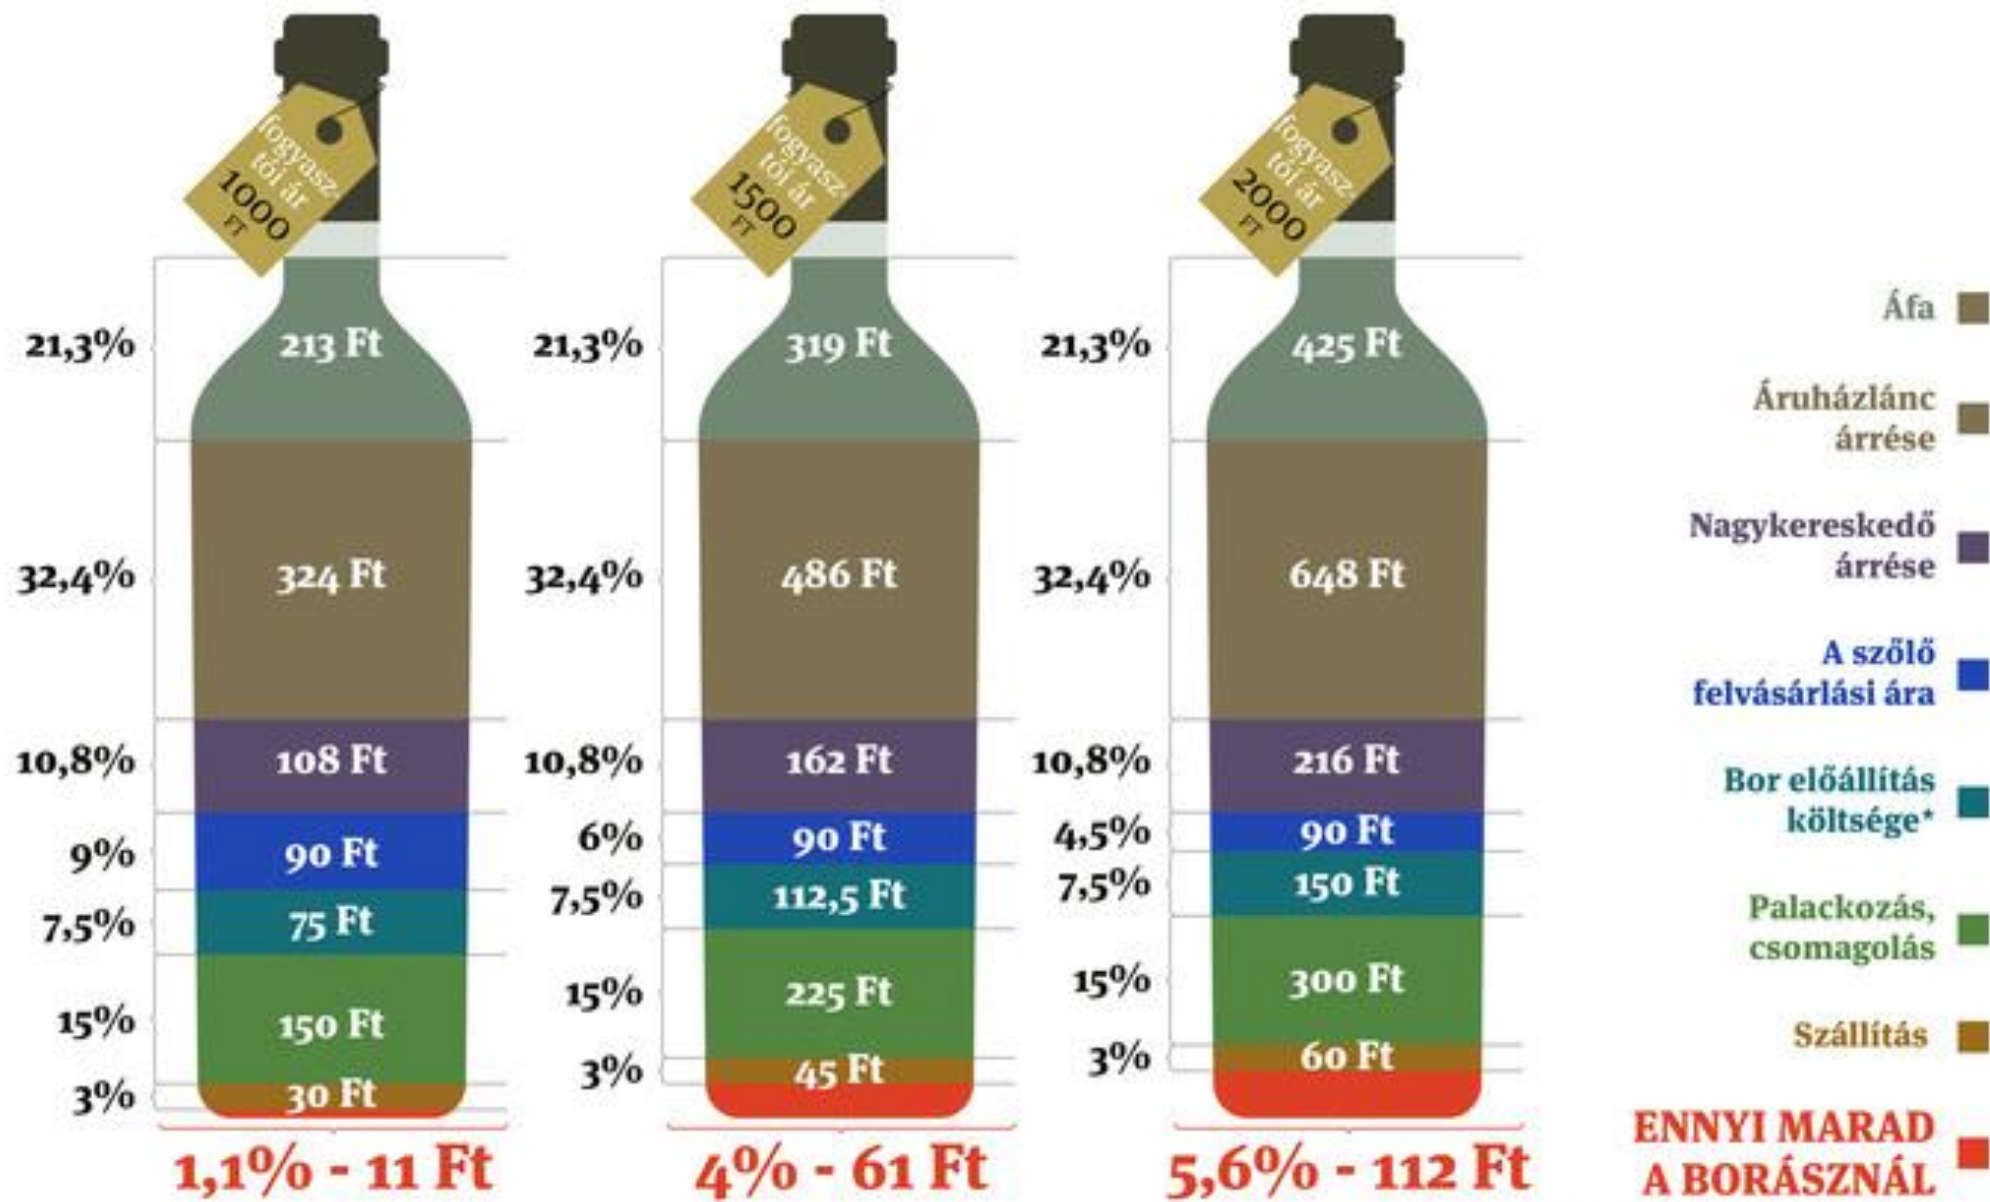 fogyasz-
tói ár
1000
FT
21,3%
213 Ft
32,4%
324 Ft
10,8%
108 Ft
9%
90 Ft
7,5%
75 Ft
15%
150 Ft
3%
30 Ft
1,1% - 11 Ft
fogyasz-
tói ár
1500
FT
21,3%
319 Ft
32,4%
486 Ft
10,8%
162 Ft
6%
90 Ft
7,5%
112,5 Ft
15%
225 Ft
3%
45 Ft
4% - 61 Ft
fogyasz-
tói ár
2000
FT
21,3%
425 Ft
32,4%
648 Ft
10,8%
216 Ft
4,5%
90 Ft
7,5%
150 Ft
15%
300 Ft
3%
60 Ft
5,6% - 112 Ft
Áfa
Áruházlánc
árrése
Nagykereskedő
árrése
A szőlő
felvásárlási ára
Bor előállítás
költsége*
Palackozás,
csomagolás
Szállítás
ENNYI MARAD
A BORÁSZNÁL